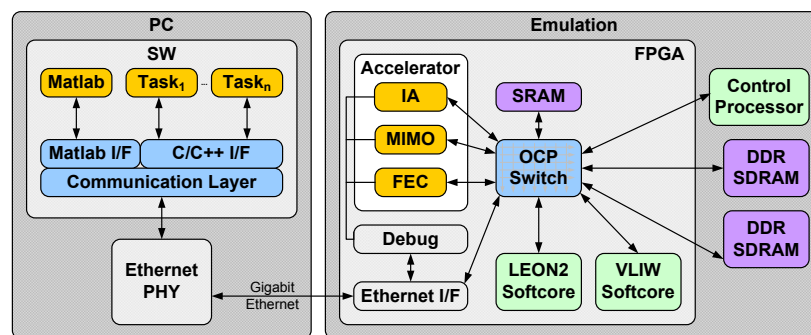 PC
SW
Matlab
Task1
...
Taskn
Matlab I/F
C/C++ I/F
Communication Layer
Ethernet
PHY
Gigabit
Ethernet
Emulation
FPGA
Accelerator
IA
MIMO
FEC
Debug
Ethernet I/F
SRAM
OCP
Switch
LEON2
Softcore
VLIW
Softcore
Control
Processor
DDR
SDRAM
DDR
SDRAM